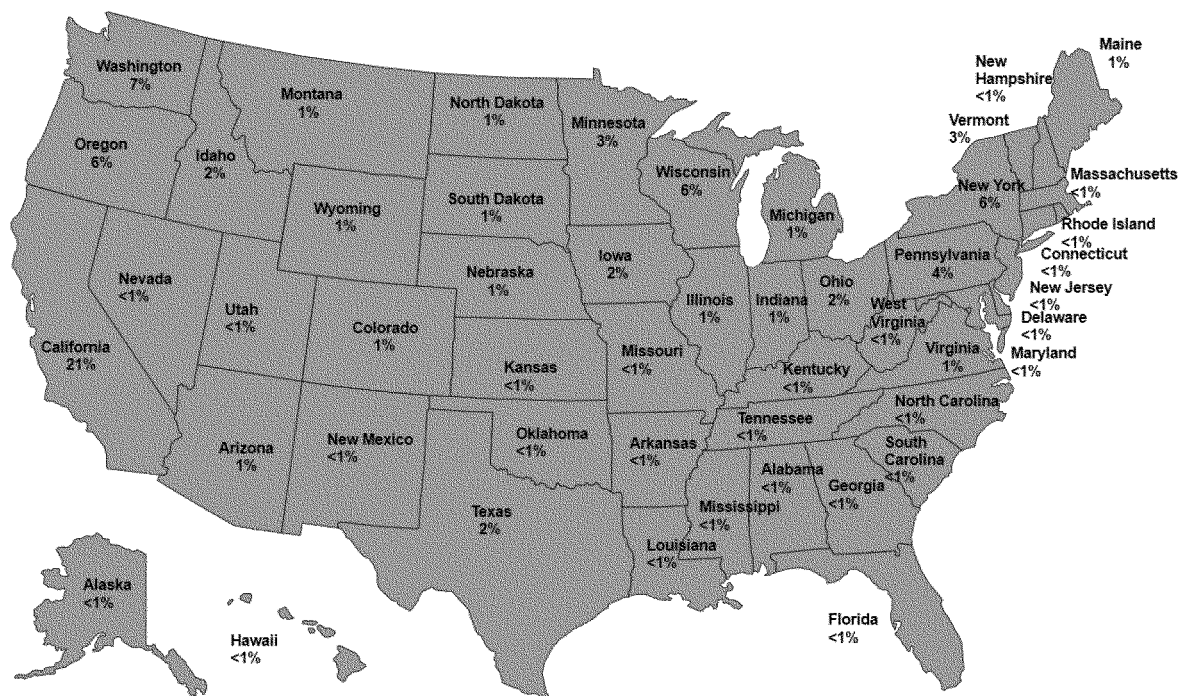 Washington
7%
Oregon
6%
California
21%
Nevada
<1%
Idaho
2%
Montana
1%
Wyoming
1%
Utah
<1%
Arizona
1%
Colorado
1%
New Mexico
<1%
North Dakota
1%
South Dakota
1%
Nebraska
1%
Kansas
<1%
Oklahoma
<1%
Texas
2%
Minnesota
3%
Iowa
2%
Missouri
<1%
Arkansas
<1%
Louisiana
<1%
Wisconsin
6%
Illinois
1%
Michigan
1%
Indiana
1%
Ohio
2%
Kentucky
<1%
Tennessee
<1%
Mississippi
<1%
Alabama
<1%
Georgia
<1%
Florida
<1%
South
Carolina
<1%
North Carolina
<1%
Virginia
1%
West
Virginia
<1%
Pennsylvania
4%
New York
6%
Vermont
3%
New
Hampshire
<1%
Maine
1%
Massachusetts
<1%
Rhode Island
<1%
Connecticut
<1%
New Jersey
<1%
Delaware
<1%
Maryland
<1%
Alaska
<1%
Hawaii
<1%